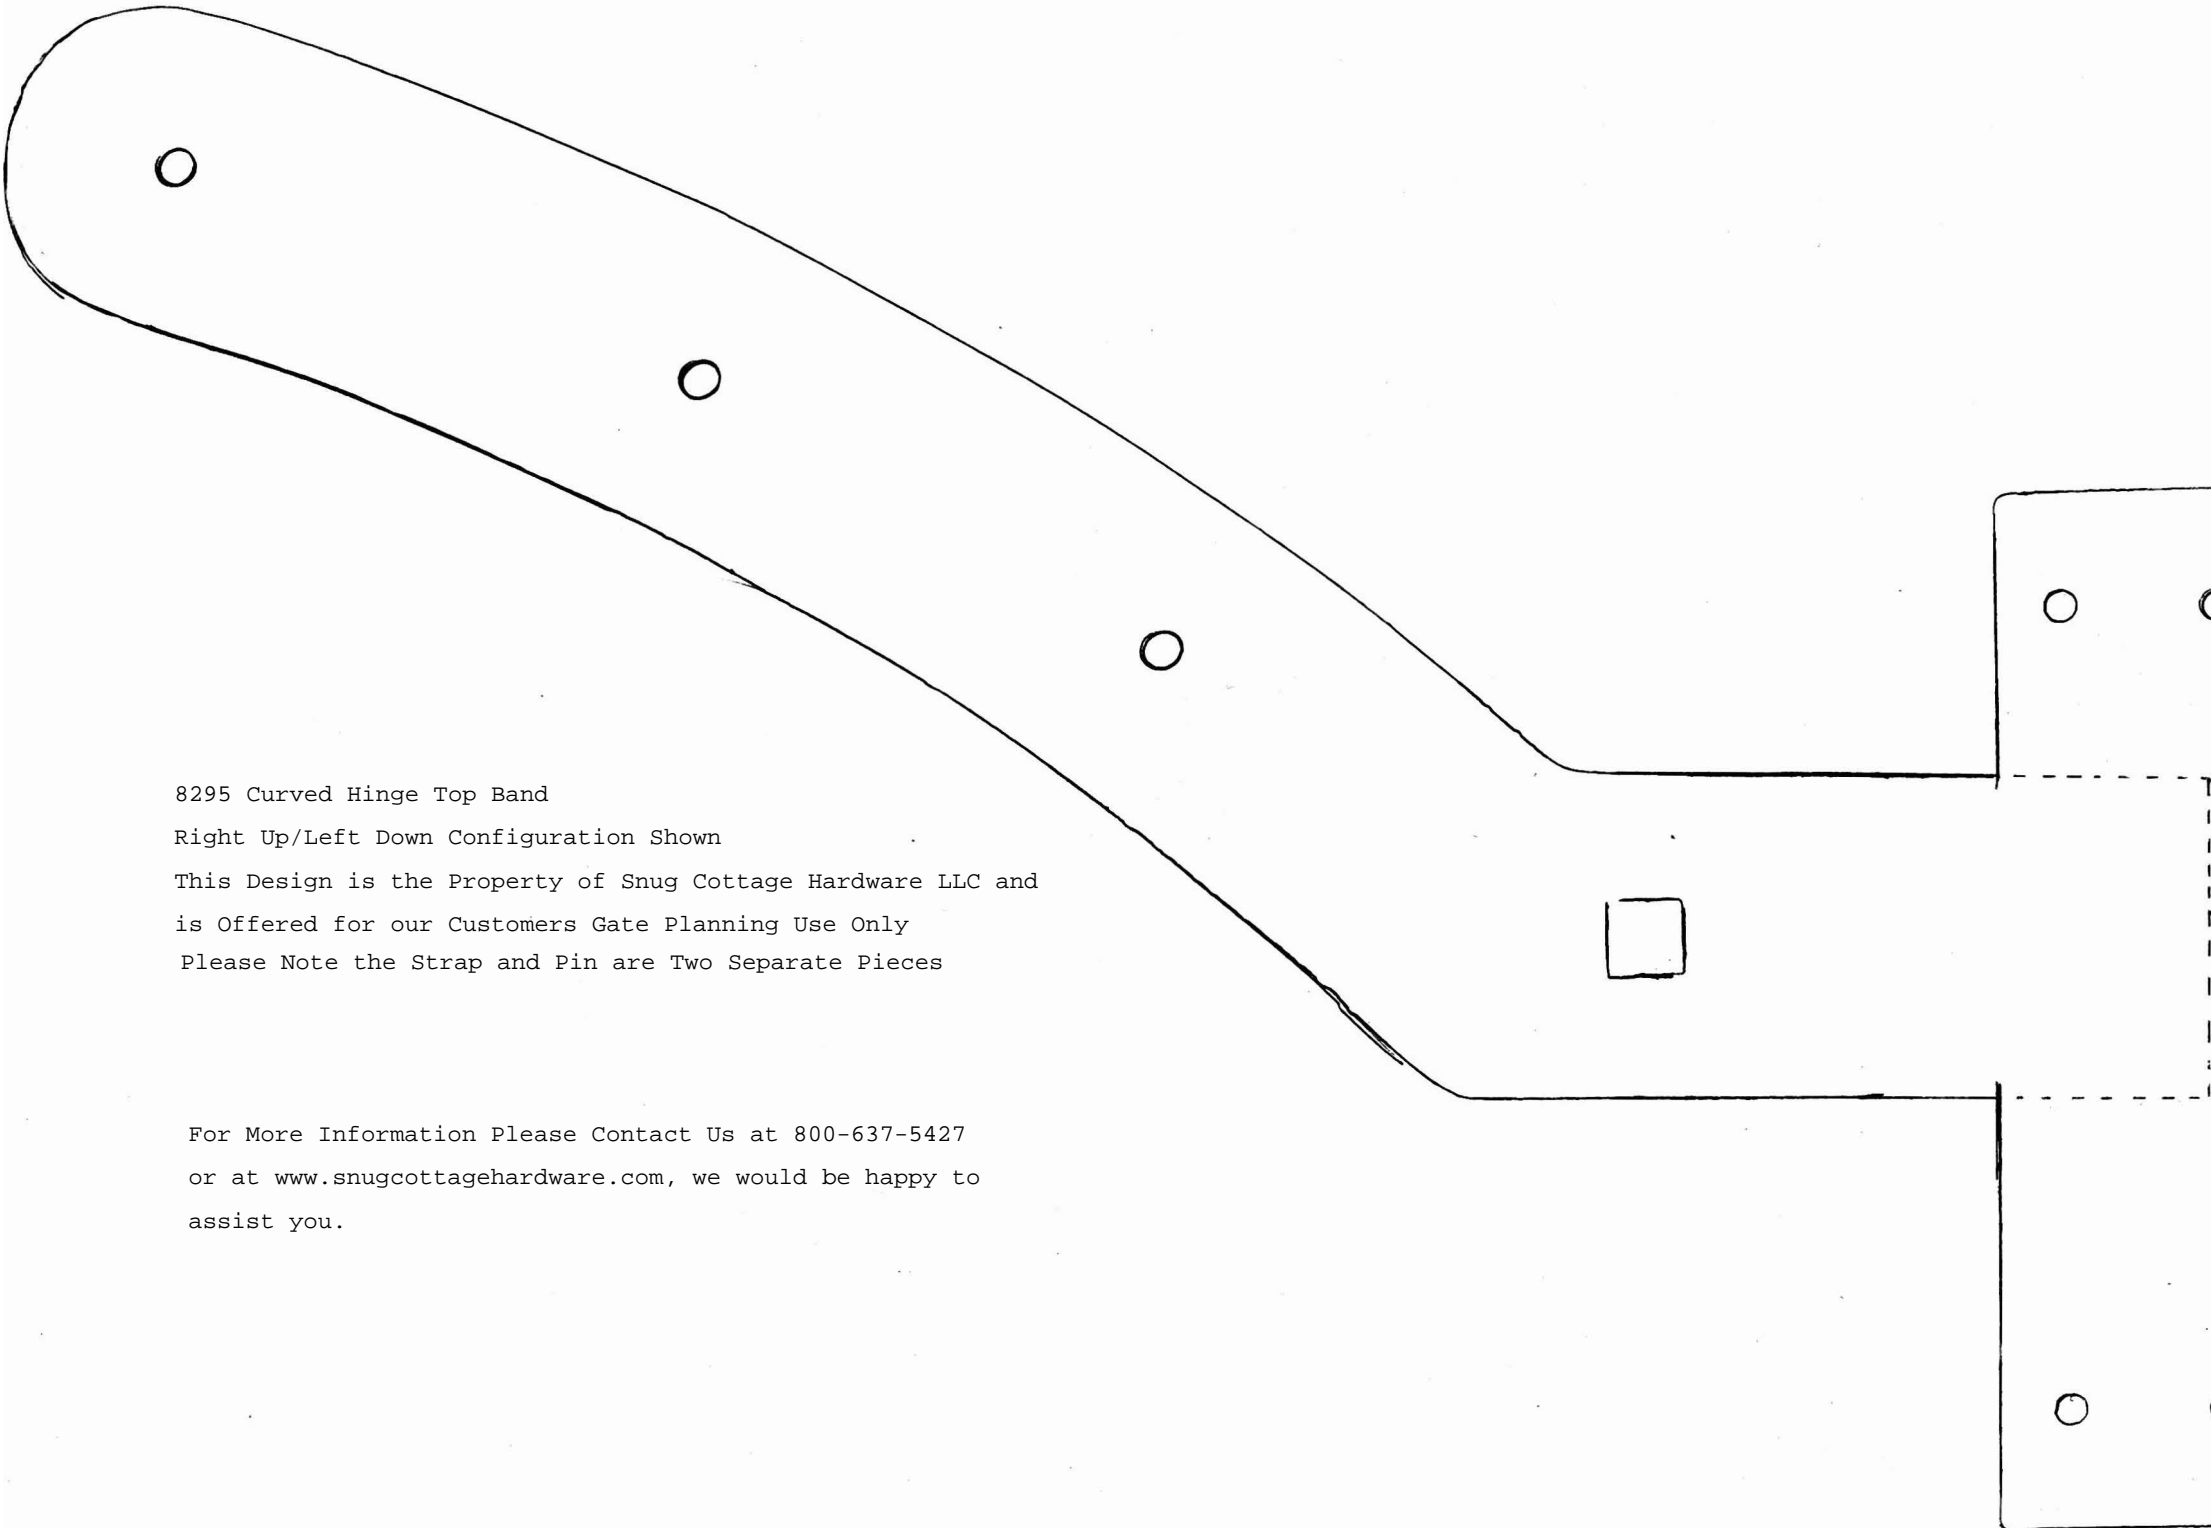 8295 Curved Hinge Top Band
Right Up/Left Down Configuration Shown
This Design is the Property of Snug Cottage Hardware LLC and
is Offered for our Customers Gate Planning Use Only
Please Note the Strap and Pin are Two Separate Pieces
For More Information Please Contact Us at 800-637-5427
or at www.snugcottagehardware.com, we would be happy to
assist you.